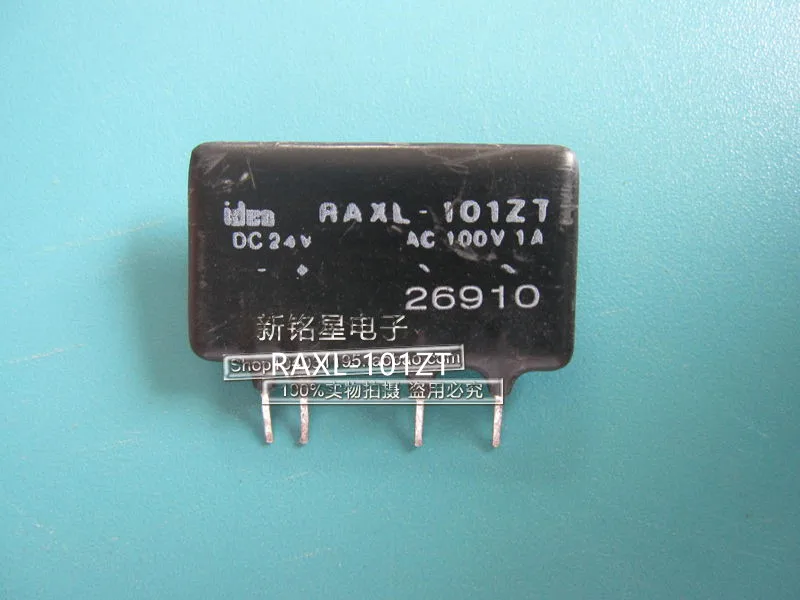 idec RAXL-101ZT
DC 24V AC 100V 1A
- +
26910
新铭星电子
RAXL-101ZT
100%实物拍摄 盗用必究